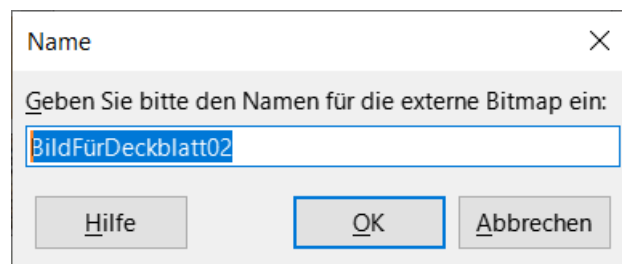 Name
Geben Sie bitte den Namen für die externe Bitmap ein:
BildFürDeckblatt02
Hilfe OK Abbrechen